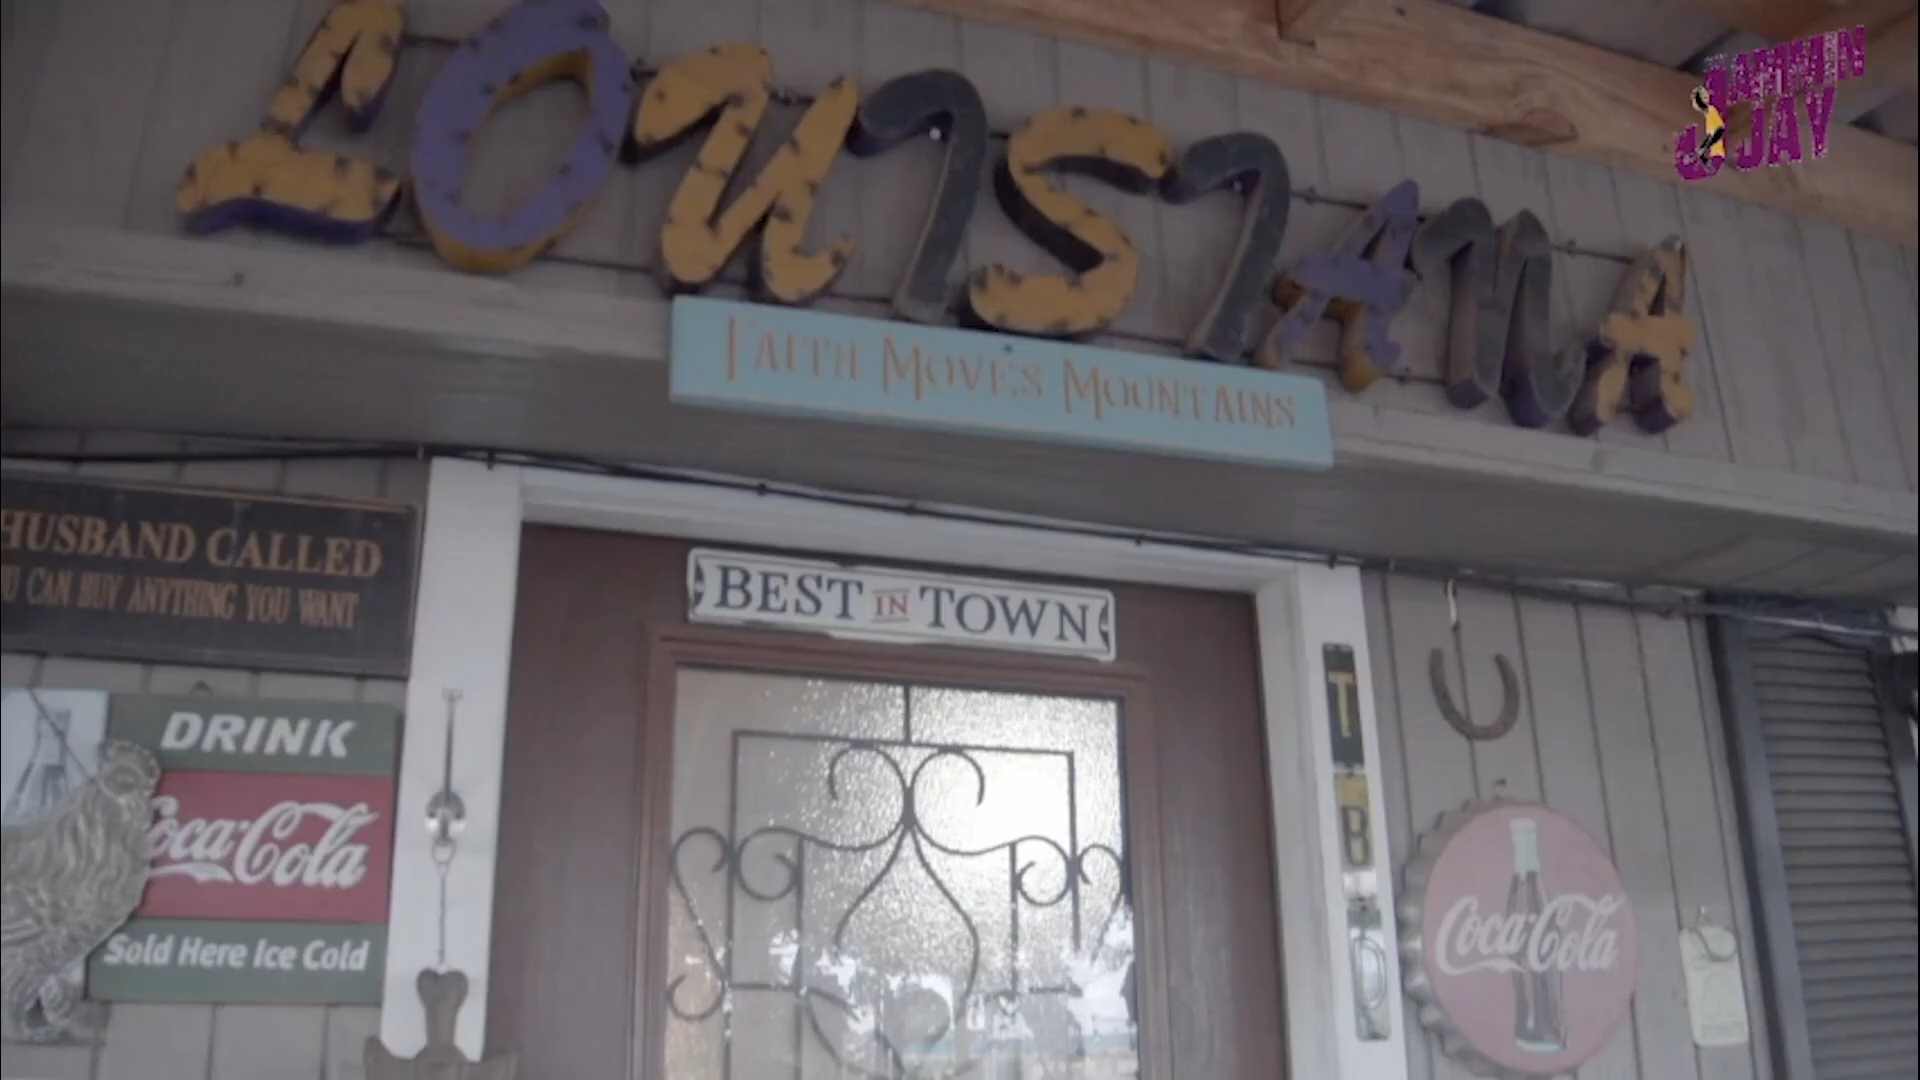 LOUISIANA
JAMMIN
JAY
FAITH MOVES MOUNTAINS
HUSBAND CALLED
U CAN BUY ANYTHING YOU WANT
BEST IN TOWN
T
B
D
DRINK
Coca-Cola
Sold Here Ice Cold
Coca-Cola